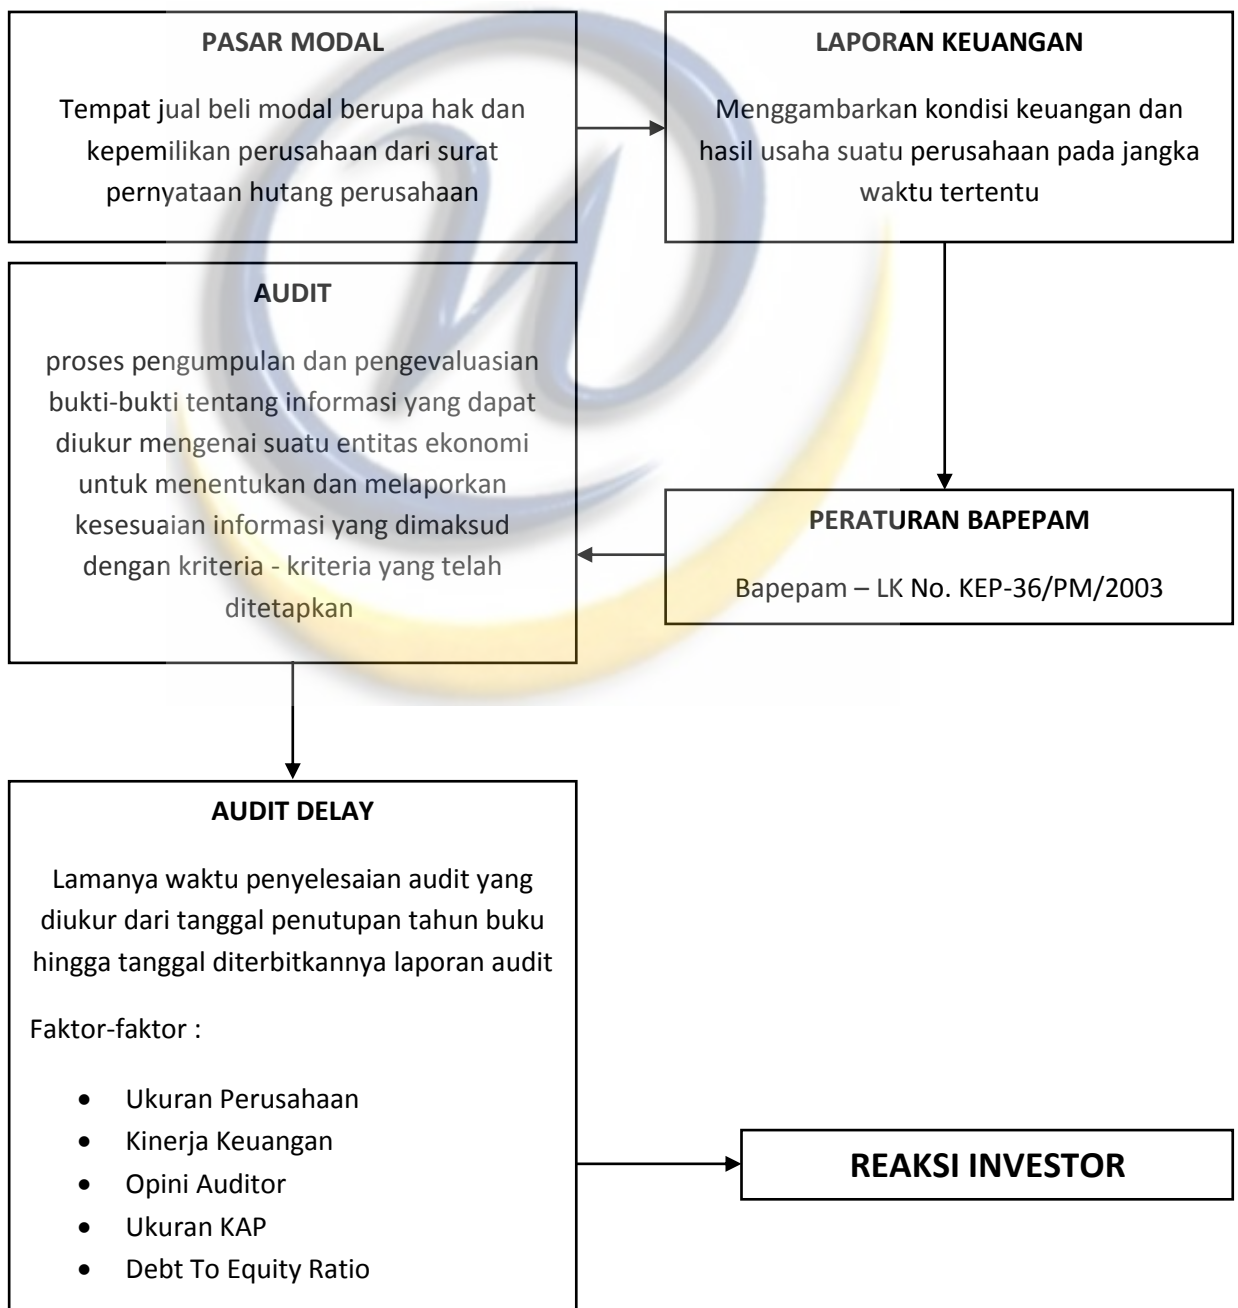 PASAR MODAL
Tempat jual beli modal berupa hak dan
kepemilikan perusahaan dari surat
pernyataan hutang perusahaan
LAPORAN KEUANGAN
Menggambarkan kondisi keuangan dan
hasil usaha suatu perusahaan pada jangka
waktu tertentu
PERATURAN BAPEPAM
Bapepam – LK No. KEP-36/PM/2003
AUDIT
proses pengumpulan dan pengevaluasian
bukti-bukti tentang informasi yang dapat
diukur mengenai suatu entitas ekonomi
untuk menentukan dan melaporkan
kesesuaian informasi yang dimaksud
dengan kriteria - kriteria yang telah
ditetapkan
AUDIT DELAY
Lamanya waktu penyelesaian audit yang
diukur dari tanggal penutupan tahun buku
hingga tanggal diterbitkannya laporan audit
Faktor-faktor :
• Ukuran Perusahaan
• Kinerja Keuangan
• Opini Auditor
• Ukuran KAP
• Debt To Equity Ratio
REAKSI INVESTOR